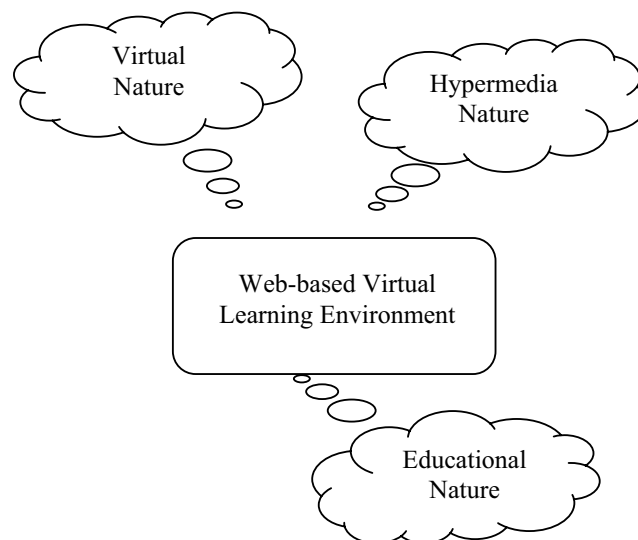 Virtual
Nature
Hypermedia
Nature
Web-based Virtual
Learning Environment
Educational
Nature